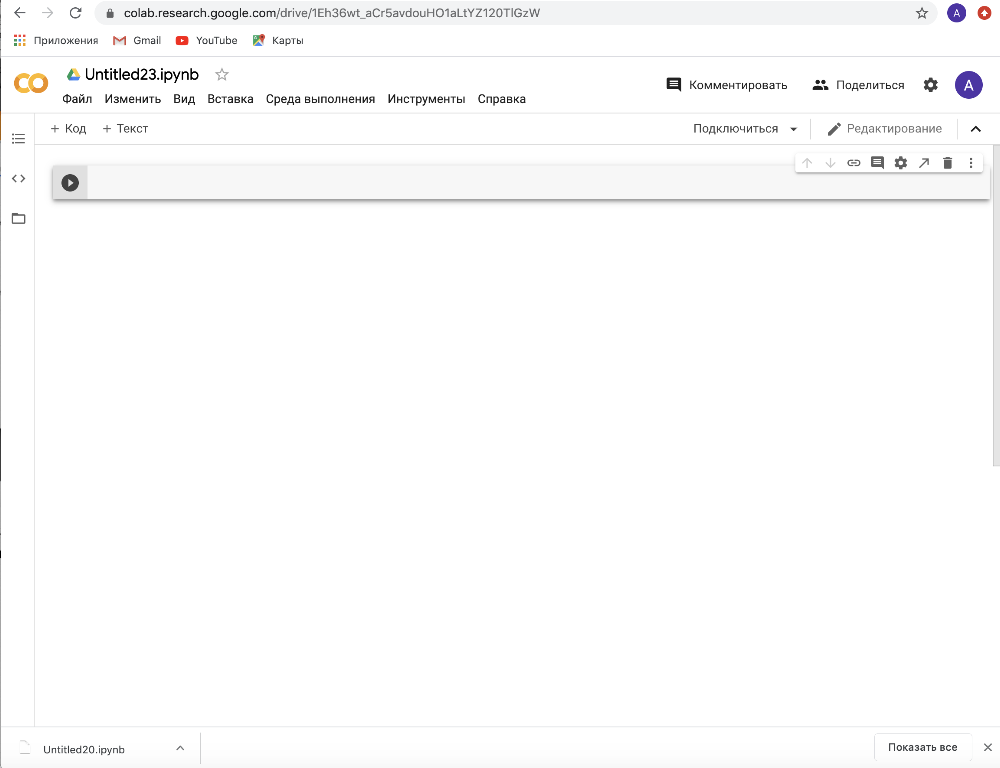 colab.research.google.com/drive/1Eh36wt_aCr5avdouHO1aLtYZ120TlGzW
A
Приложения Gmail YouTube Карты
Untitled23.ipynb
Комментировать Поделиться A
Файл Изменить Вид Вставка Среда выполнения Инструменты Справка
+ Код + Текст Подключиться Редактирование
Untitled20.ipynb Показать все